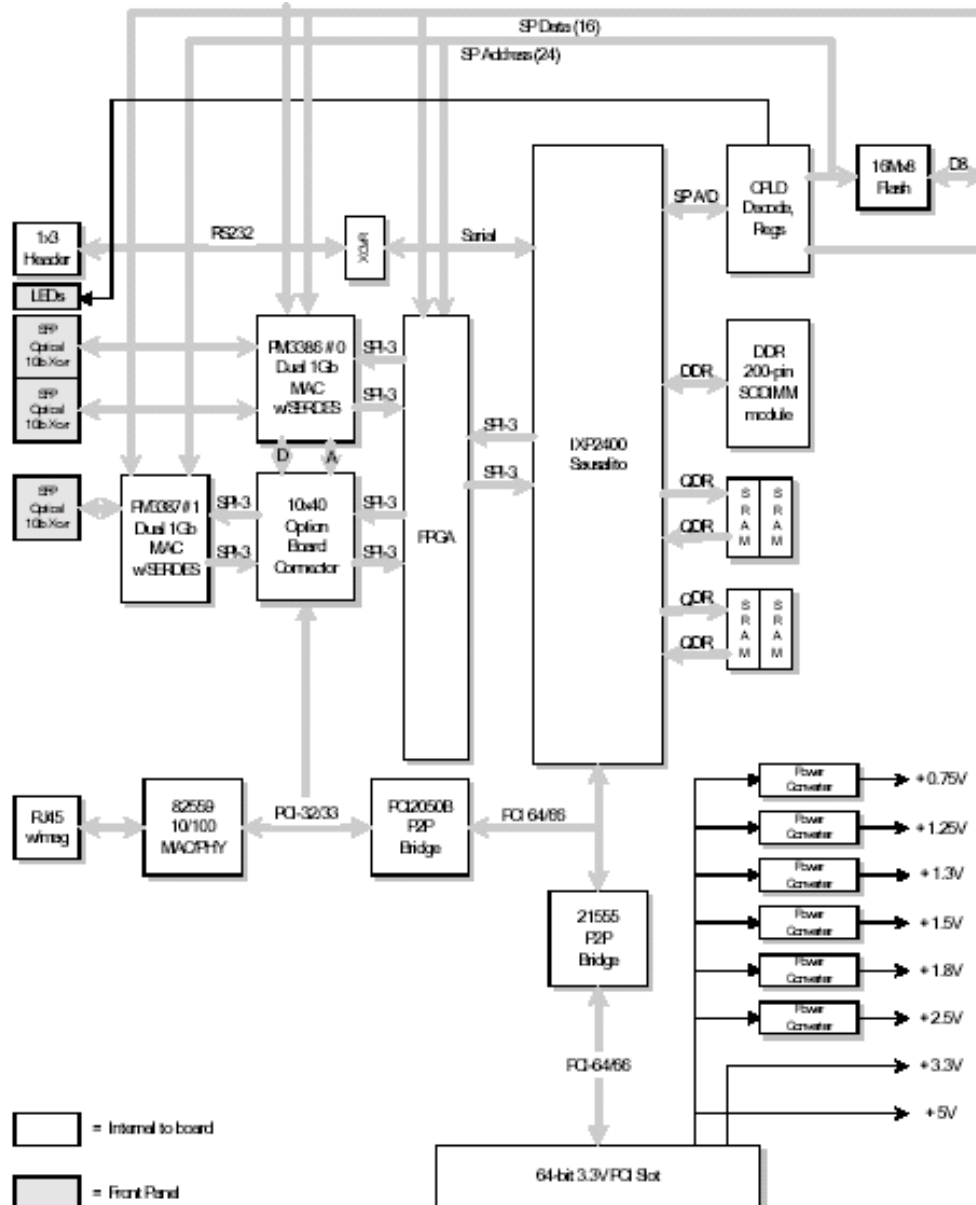 SP Data (16)
SP Address (24)
16Mx8
Flash
D8
CPLD
Decode,
Regs
SP A/D
1x3
Header
RS232
XCVR
Serial
LEDs
SFP
Optical
1Gb Xcvr
SFP
Optical
1Gb Xcvr
PM3386 #0
Dual 1Gb
MAC
w/SERDES
SPI-3
SPI-3
DDR
DDR
200-pin
SODIMM
module
IXP2400
Sausalito
SPI-3
SPI-3
D
A
SFP
Optical
1Gb Xcvr
PM3387 #1
Dual 1Gb
MAC
w/SERDES
SPI-3
SPI-3
10x40
Option
Board
Connector
SPI-3
SPI-3
FPGA
QDR
QDR
SRAM
SRAM
QDR
QDR
SRAM
SRAM
RJ45
w/mag
82559
10/100
MAC/PHY
PCI-32/33
PCI2050B
P2P
Bridge
PCI 64/66
21555
P2P
Bridge
PCI-64/66
Power
Converter
+0.75V
Power
Converter
+1.25V
Power
Converter
+1.3V
Power
Converter
+1.5V
Power
Converter
+1.8V
Power
Converter
+2.5V
+3.3V
+5V
64-bit 3.3V PCI Slot
= Internal to board
= Front Panel